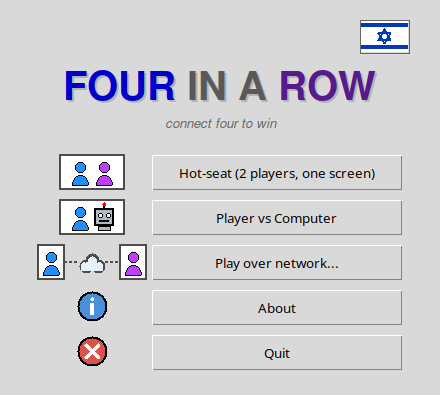 FOUR IN A ROW
connect four to win
Hot-seat (2 players, one screen)
Player vs Computer
Play over network...
About
Quit